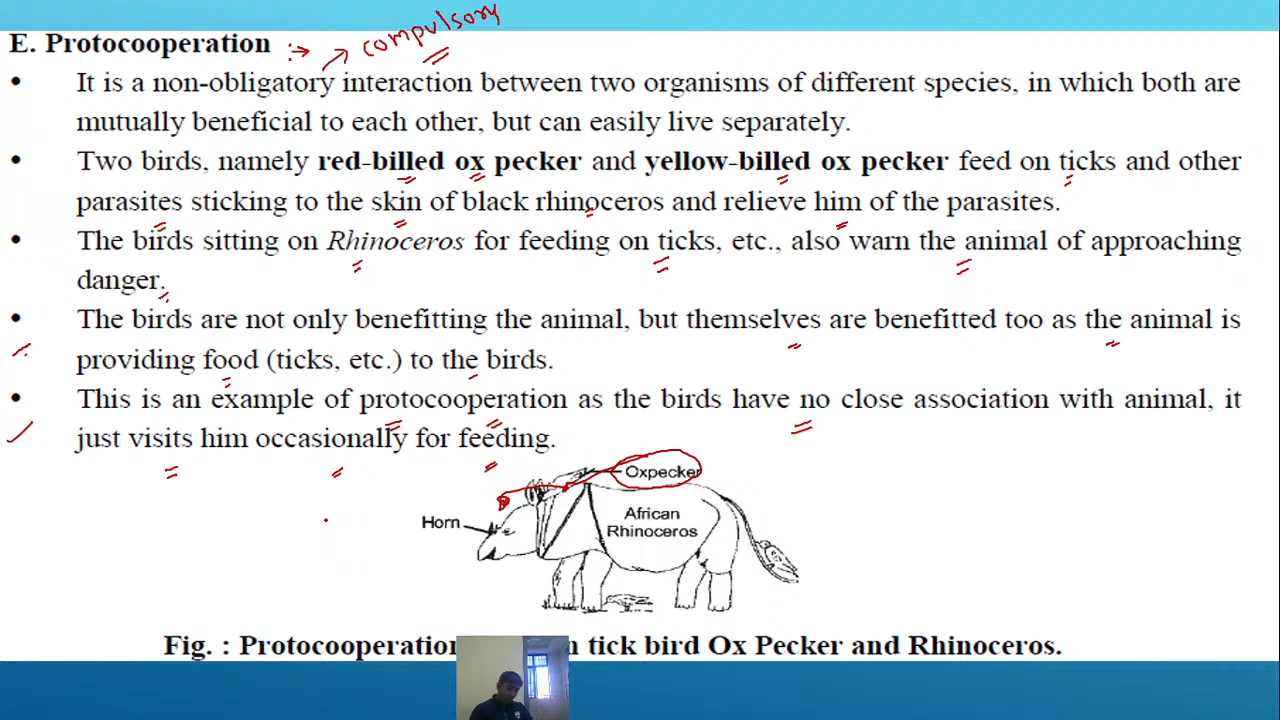 compulsory
E. Protocooperation
• It is a non-obligatory interaction between two organisms of different species, in which both are
mutually beneficial to each other, but can easily live separately.
• Two birds, namely red-billed ox pecker and yellow-billed ox pecker feed on ticks and other
parasites sticking to the skin of black rhinoceros and relieve him of the parasites.
• The birds sitting on Rhinoceros for feeding on ticks, etc., also warn the animal of approaching
danger.
• The birds are not only benefitting the animal, but themselves are benefitted too as the animal is
providing food (ticks, etc.) to the birds.
• This is an example of protocooperation as the birds have no close association with animal, it
just visits him occasionally for feeding.
Oxpecker
Horn
African
Rhinoceros
Fig. : Protocooperation tick bird Ox Pecker and Rhinoceros.